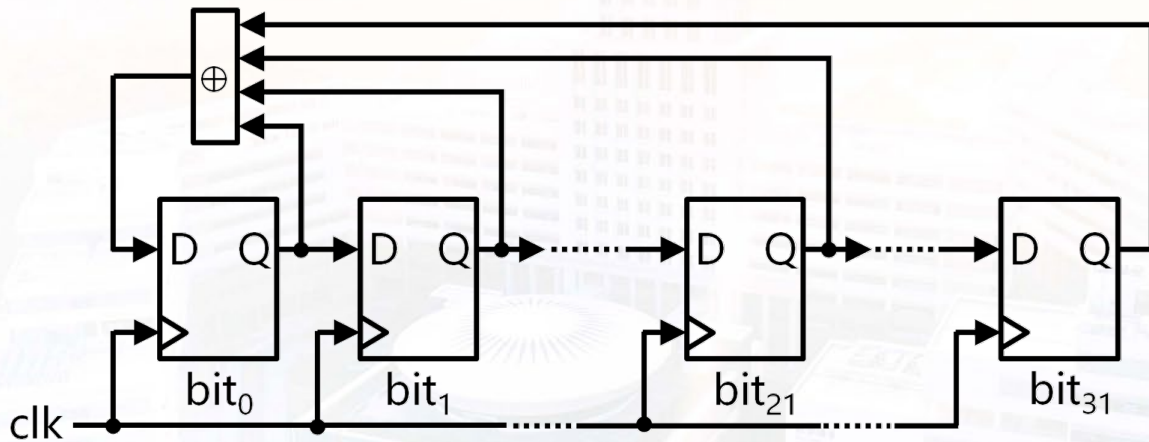 ⊕
D Q D Q D Q D Q
bit₀ bit₁ bit₂₁ bit₃₁
clk